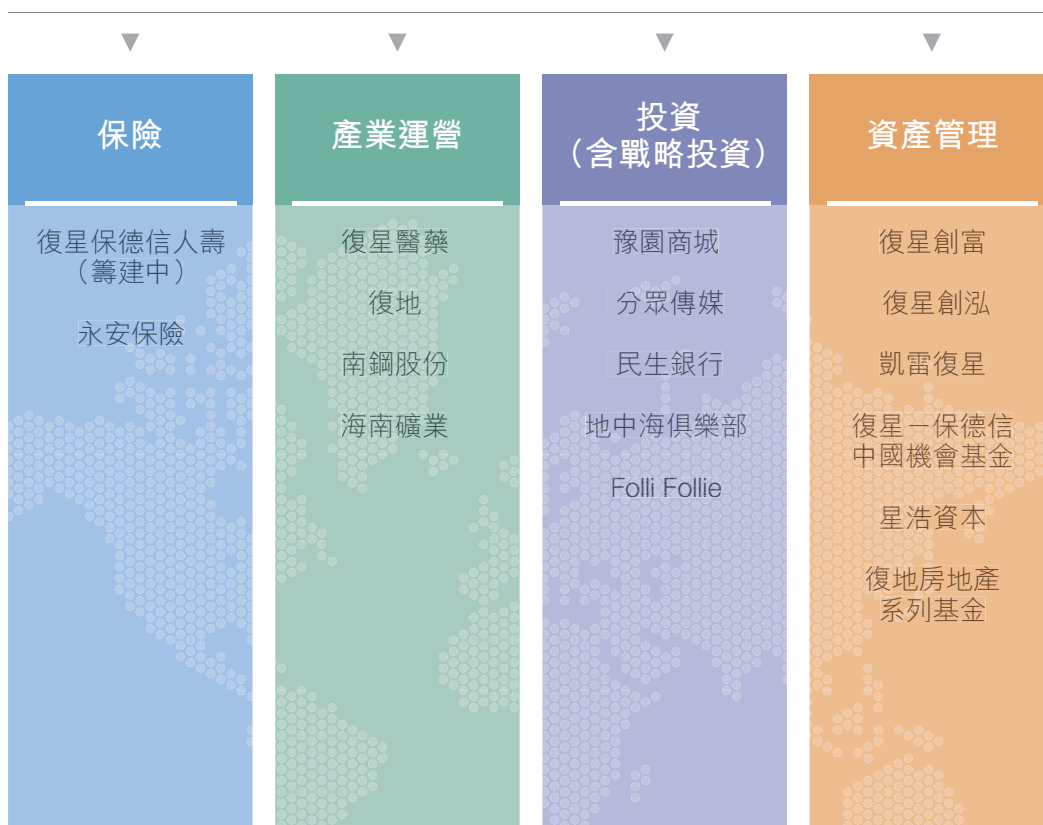 保險
復星保德信人壽
（籌建中）
永安保險
產業運營
復星醫藥
復地
南鋼股份
海南礦業
投資
（含戰略投資）
豫園商城
分眾傳媒
民生銀行
地中海俱樂部
Folli Follie
資產管理
復星創富
復星創泓
凱雷復星
復星－保德信
中國機會基金
星浩資本
復地房地產
系列基金